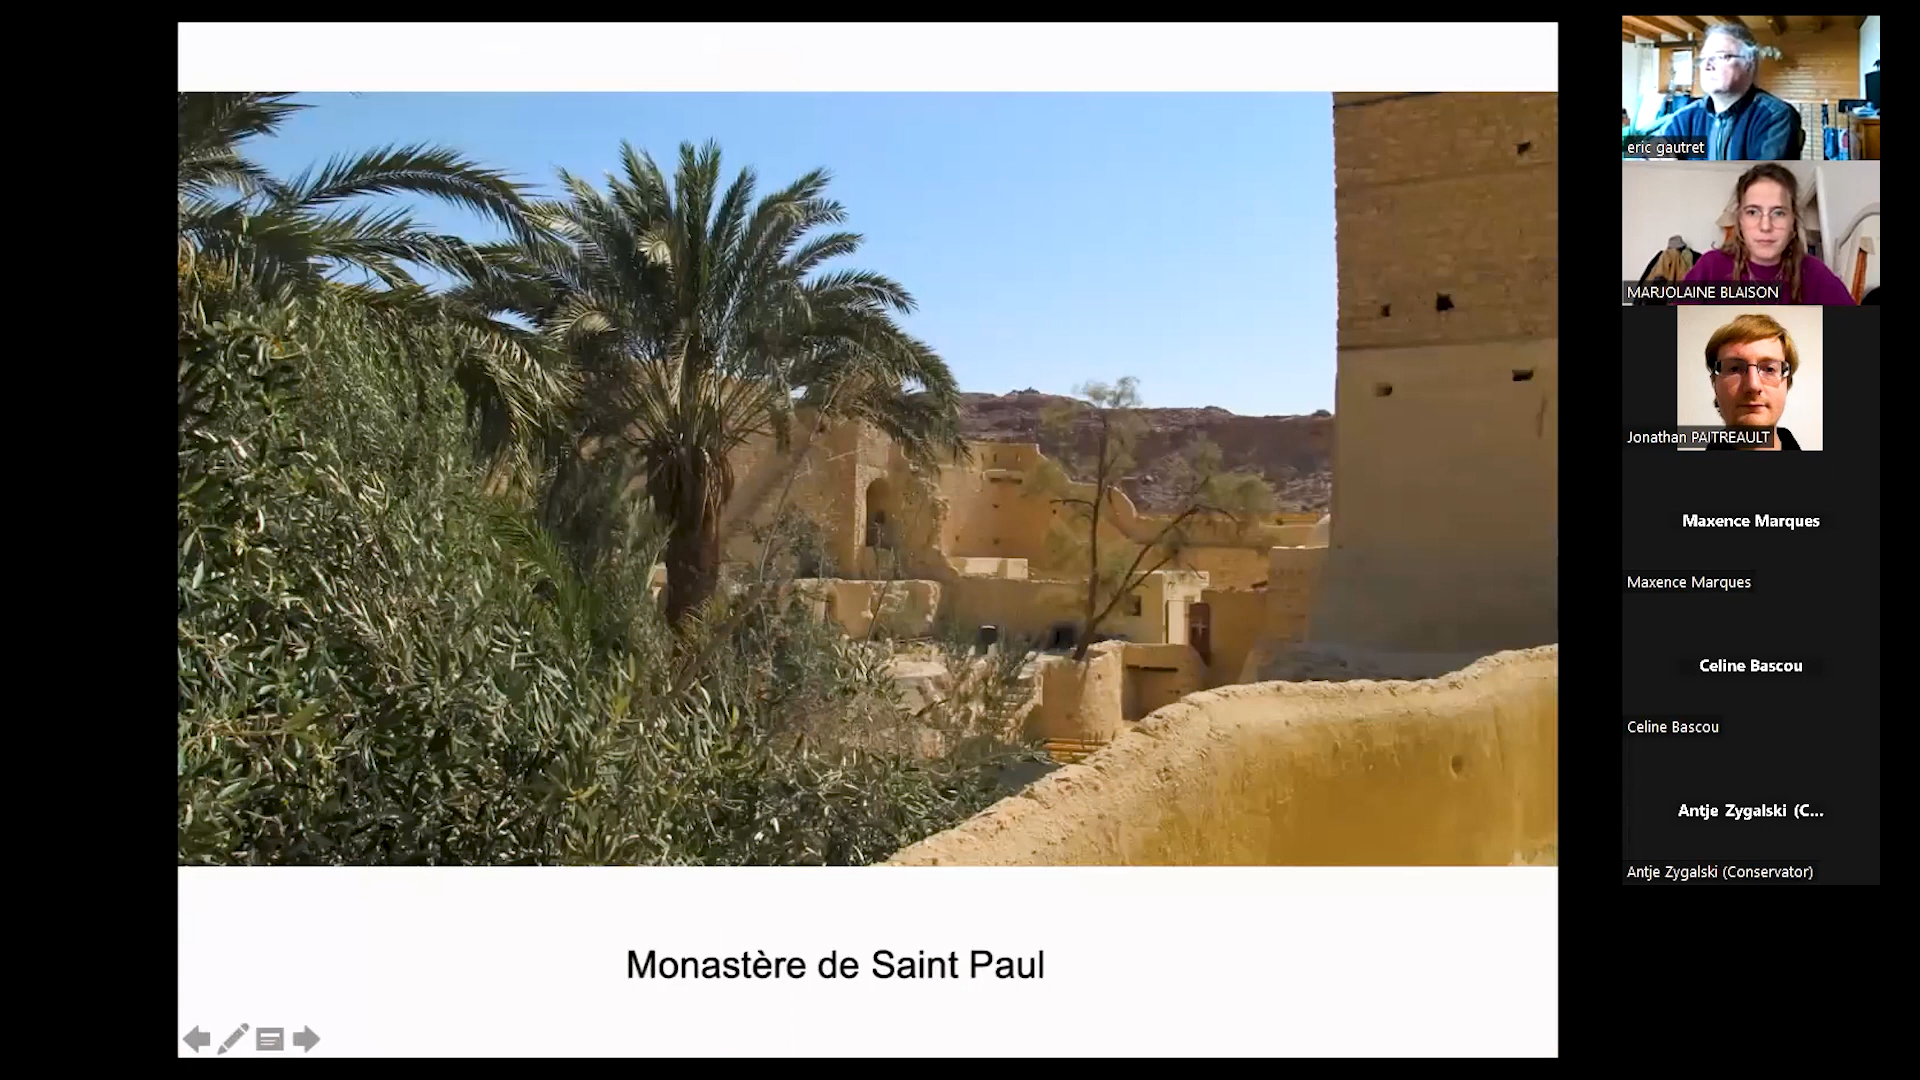 Monastère de Saint Paul
eric gautret
MARJOLAINE BLAISON
Jonathan PAITREAULT
Maxence Marques
Maxence Marques
Celine Bascou
Celine Bascou
Antje Zygalski (C...
Antje Zygalski (Conservator)